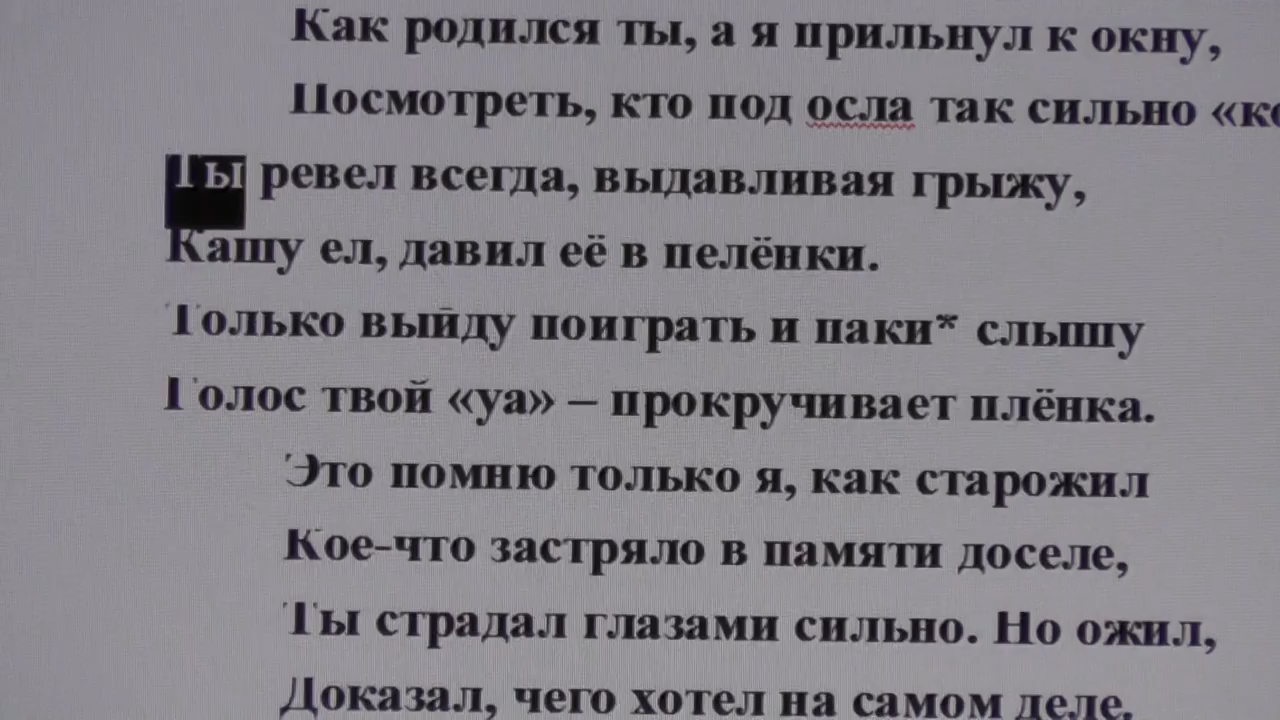 Как родился ты, а я прильнул к окну,
Посмотреть, кто под осла так сильно
Ты ревел всегда, выдавливая грыжу,
Кашу ел, давил её в пелёнки.
Только выйду поиграть и паки* слышу
Голос твой «уа» – прокручивает плёнка.
Это помню только я, как старожил
Кое-что застряло в памяти доселе,
Ты страдал глазами сильно. Но ожил,
Доказал, чего хотел на самом деле.